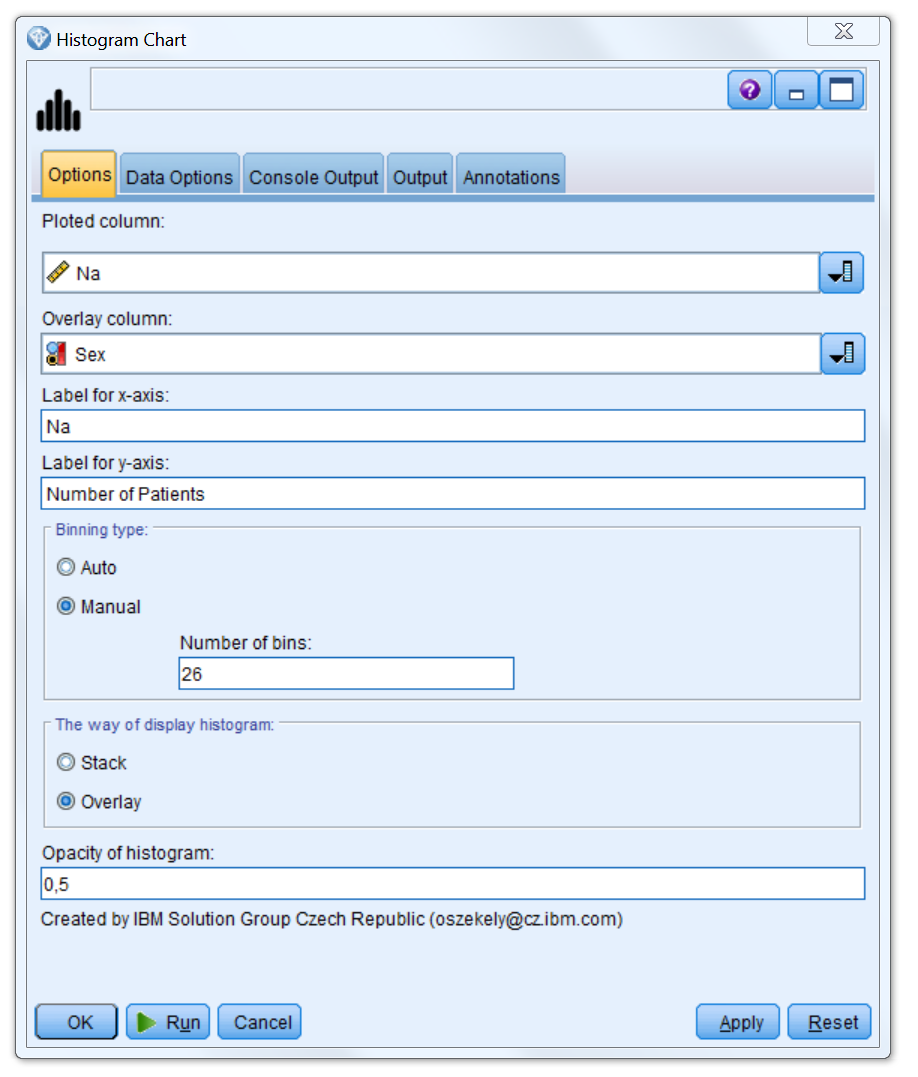 Histogram Chart
Options Data Options Console Output Output Annotations
Ploted column:
Na
Overlay column:
Sex
Label for x-axis:
Na
Label for y-axis:
Number of Patients
Binning type:
Auto
Manual
Number of bins:
26
The way of display histogram:
Stack
Overlay
Opacity of histogram:
0,5
Created by IBM Solution Group Czech Republic (oszekely@cz.ibm.com)
OK Run Cancel Apply Reset